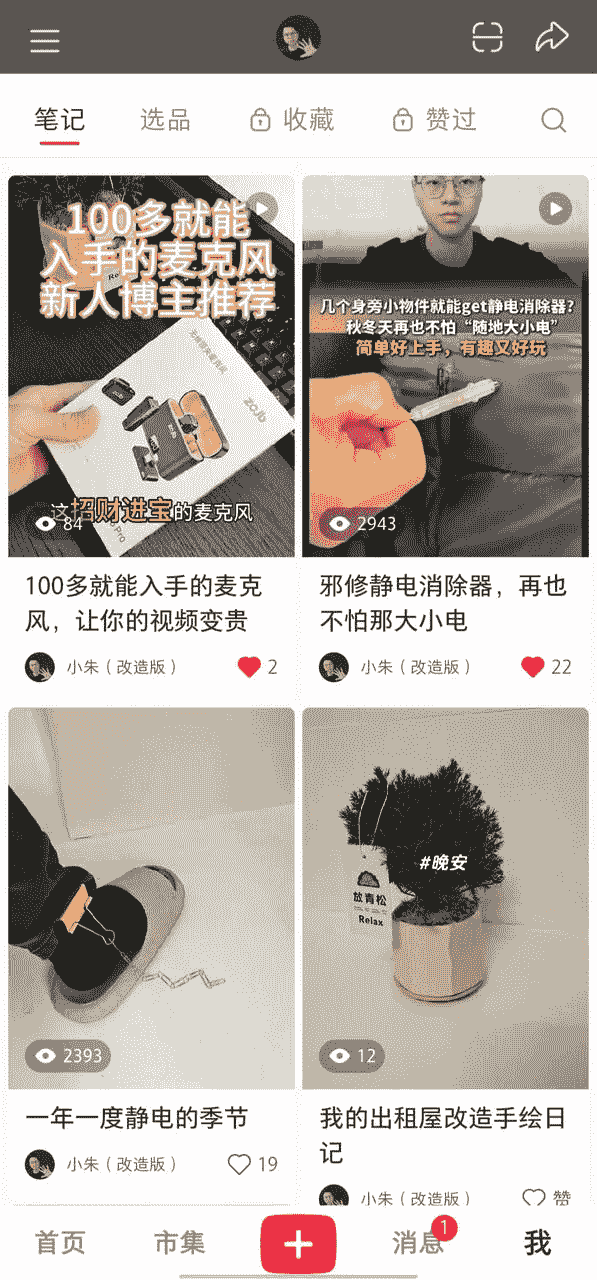 笔记 选品 收藏 赞过
100多就能
入手的麦克风
新人博主推荐
这招财进宝的麦克风
84
100多就能入手的麦克
风，让你的视频变贵
小朱（改造版） 2
几个身旁小物件就能get静电消除器？
秋冬天再也不怕“随地大小电”
简单好上手，有趣又好玩
2943
邪修静电消除器，再也
不怕那大小电
小朱（改造版） 22
2393
一年一度静电的季节
小朱（改造版） 19
#晚安
放青松
Relax
12
我的出租屋改造手绘日
记
小朱（改造版） 赞
首页 市集 消息 1 我